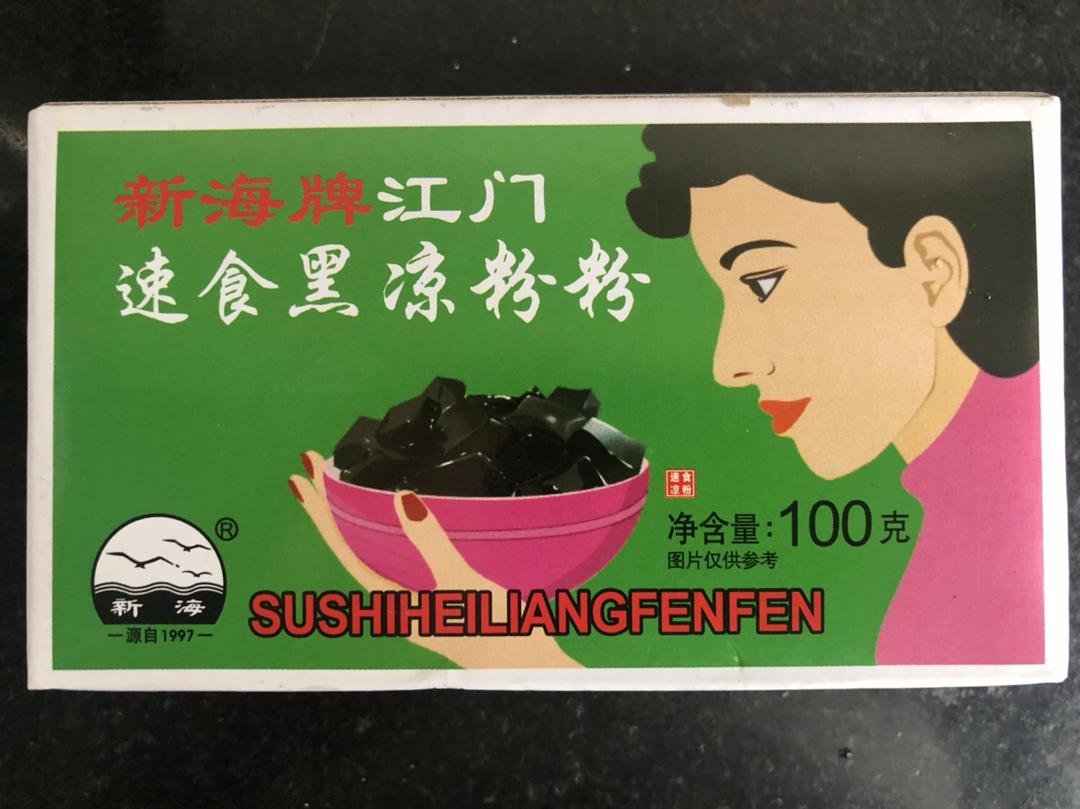 新海牌江门
速食黑凉粉粉
速食
凉粉
净含量:100克
图片仅供参考
®
新海
源自1997
SUSHIHEILIANGFENFEN